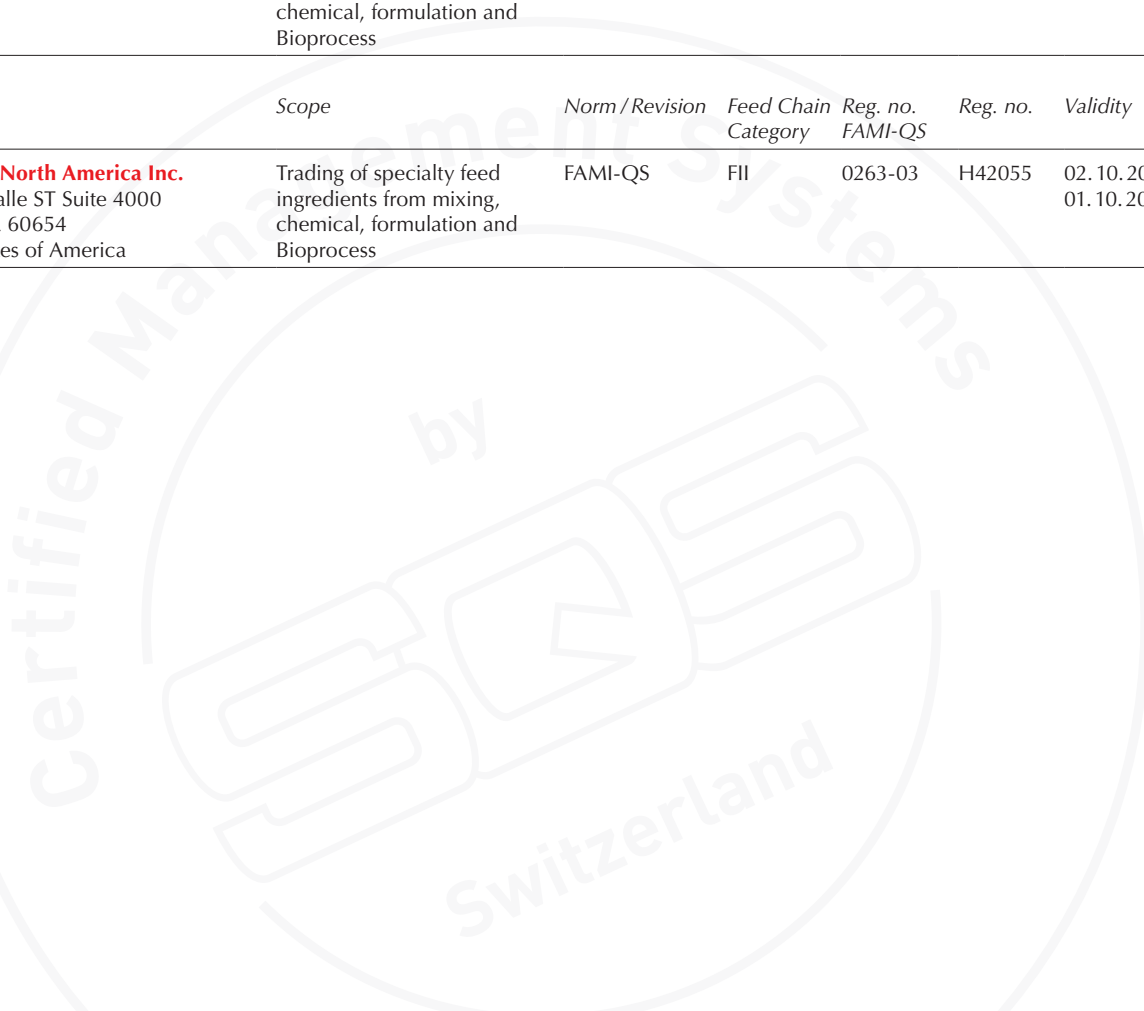 chemical, formulation and
Bioprocess
Scope Norm / Revision Feed Chain Reg. no. Reg. no. Validity
Category FAMI-QS
North America Inc. Trading of specialty feed FAMI-QS FII 0263-03 H42055 02. 10. 20
alle ST Suite 4000 ingredients from mixing, 01. 10. 20
60654 chemical, formulation and
es of America Bioprocess
Certified Management Systems
by
SQS
Switzerland